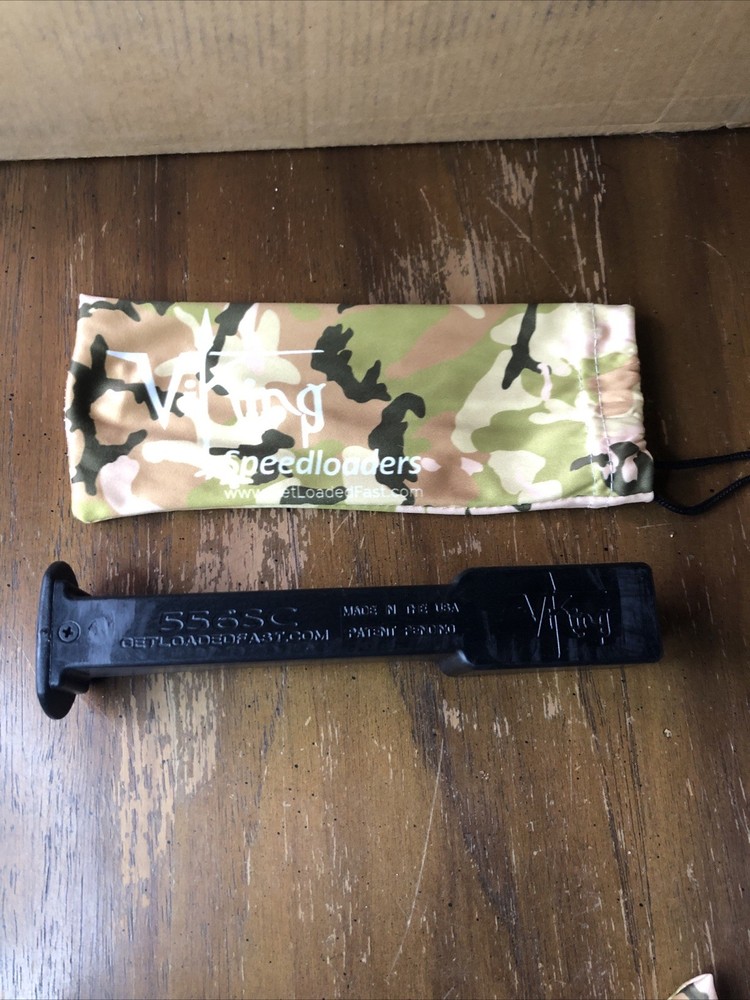 Viking
Speedloaders
www.GetLoadedFast.com
556SC
GETLOADEDFAST.COM
MADE IN THE USA
PATENT PENDING
Viking